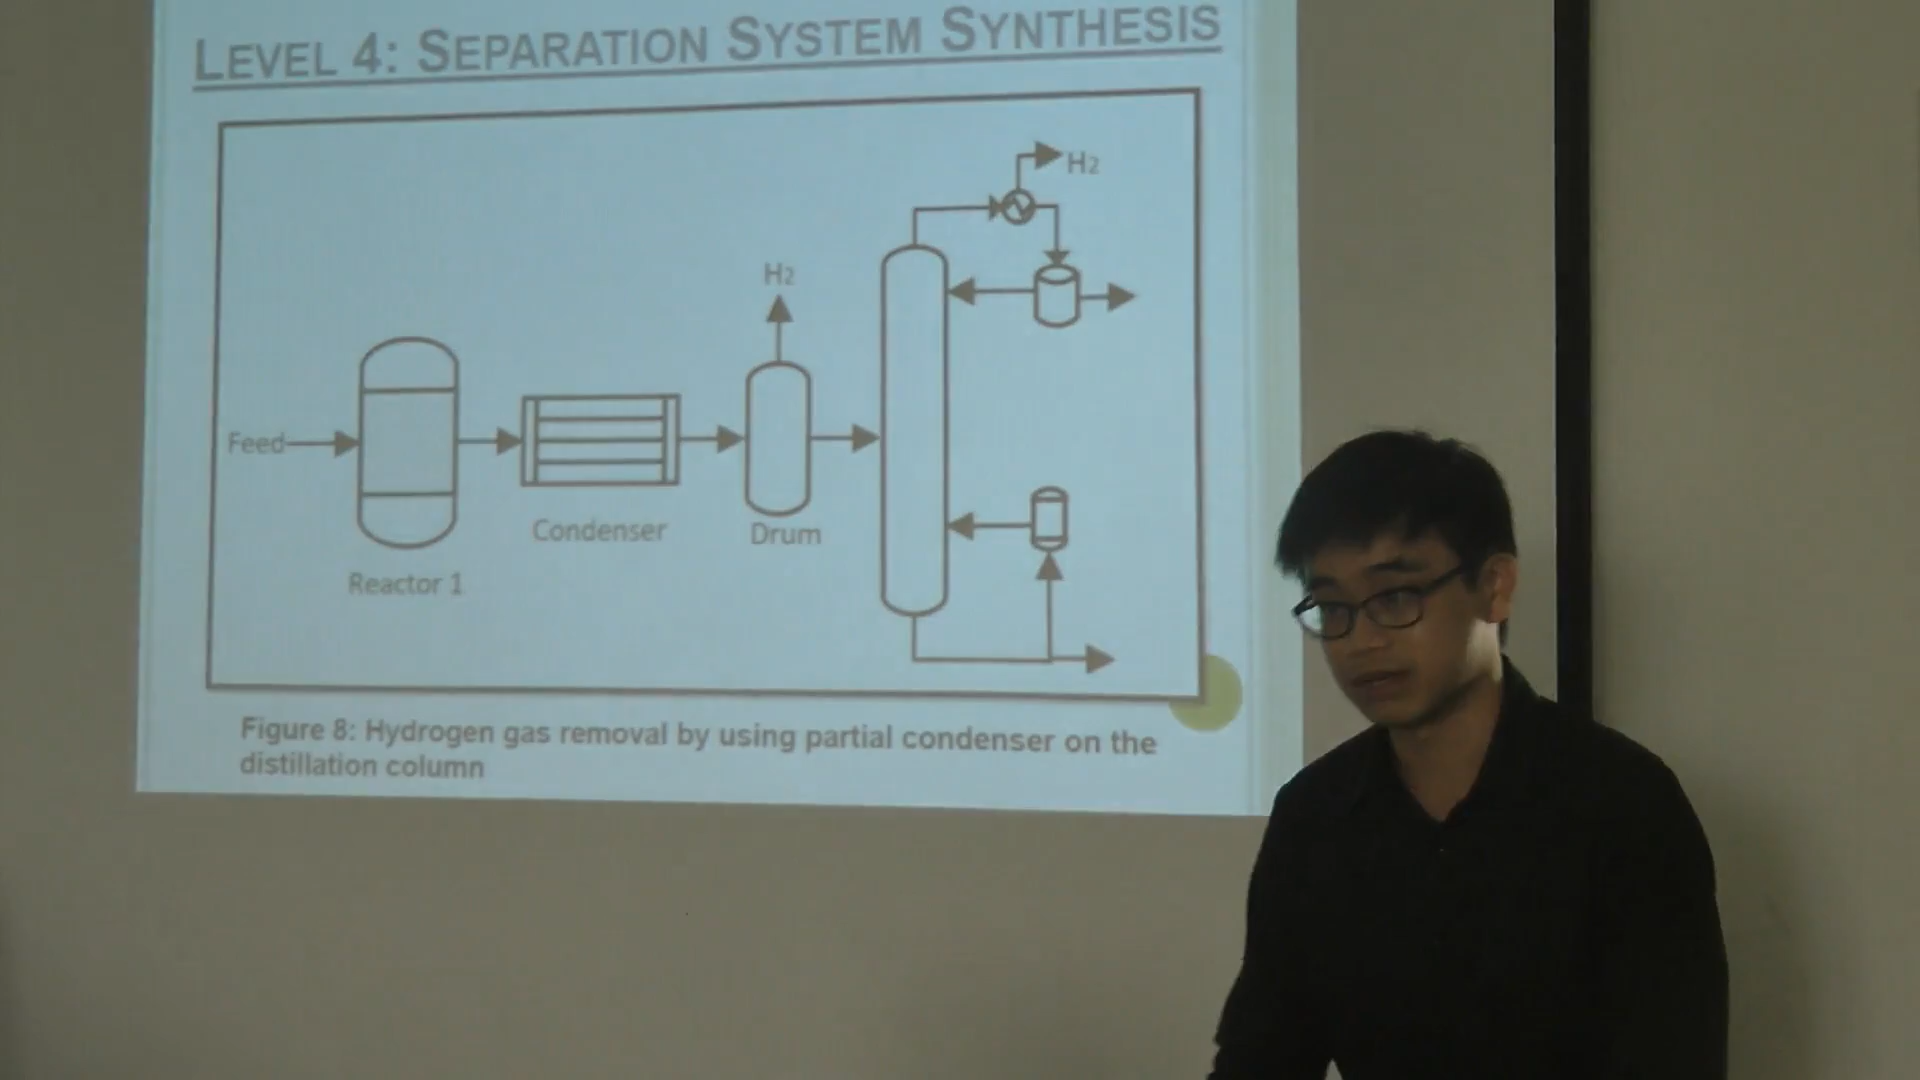 LEVEL 4: SEPARATION SYSTEM SYNTHESIS
H2
H2
Feed
Condenser
Drum
Reactor 1
Figure 8: Hydrogen gas removal by using partial condenser on the
distillation column